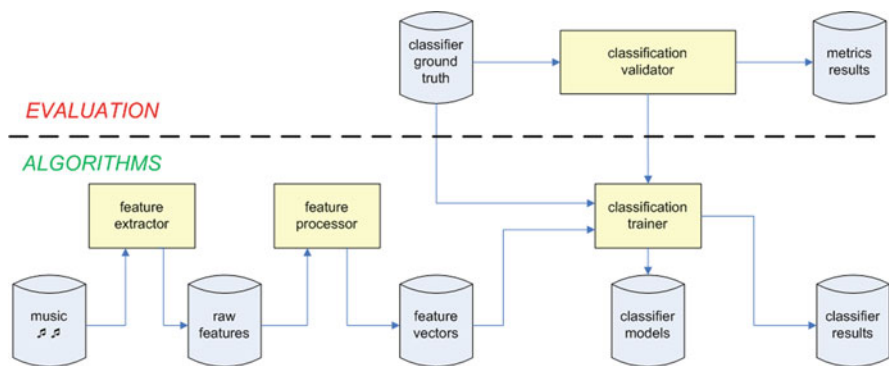 classifier
ground
truth
classification
validator
metrics
results
EVALUATION
ALGORITHMS
feature
extractor
feature
processor
classification
trainer
music
♬ ♬
raw
features
feature
vectors
classifier
models
classifier
results